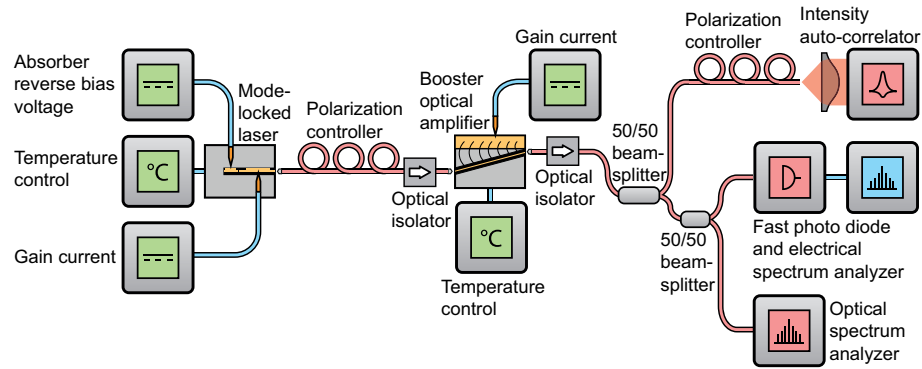 Absorber
reverse bias
voltage
Mode-
locked
laser
Temperature
control
°C
Gain current
Polarization
controller
Optical
isolator
Booster
optical
amplifier
Gain current
°C
Temperature
control
Optical
isolator
50/50
beam-
splitter
50/50
beam-
splitter
Polarization
controller
Intensity
auto-correlator
Fast photo diode
and electrical
spectrum analyzer
Optical
spectrum
analyzer